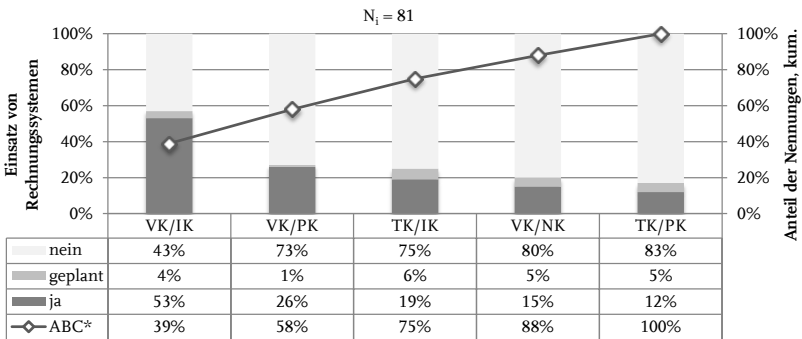 N_i = 81
Einsatz von
Rechnungssystemen
100%
80%
60%
40%
20%
0%
100%
80%
60%
40%
20%
0%
Anteil der Nennungen, kum.
VK/IK VK/PK TK/IK VK/NK TK/PK
nein 43% 73% 75% 80% 83%
geplant 4% 1% 6% 5% 5%
ja 53% 26% 19% 15% 12%
ABC* 39% 58% 75% 88% 100%